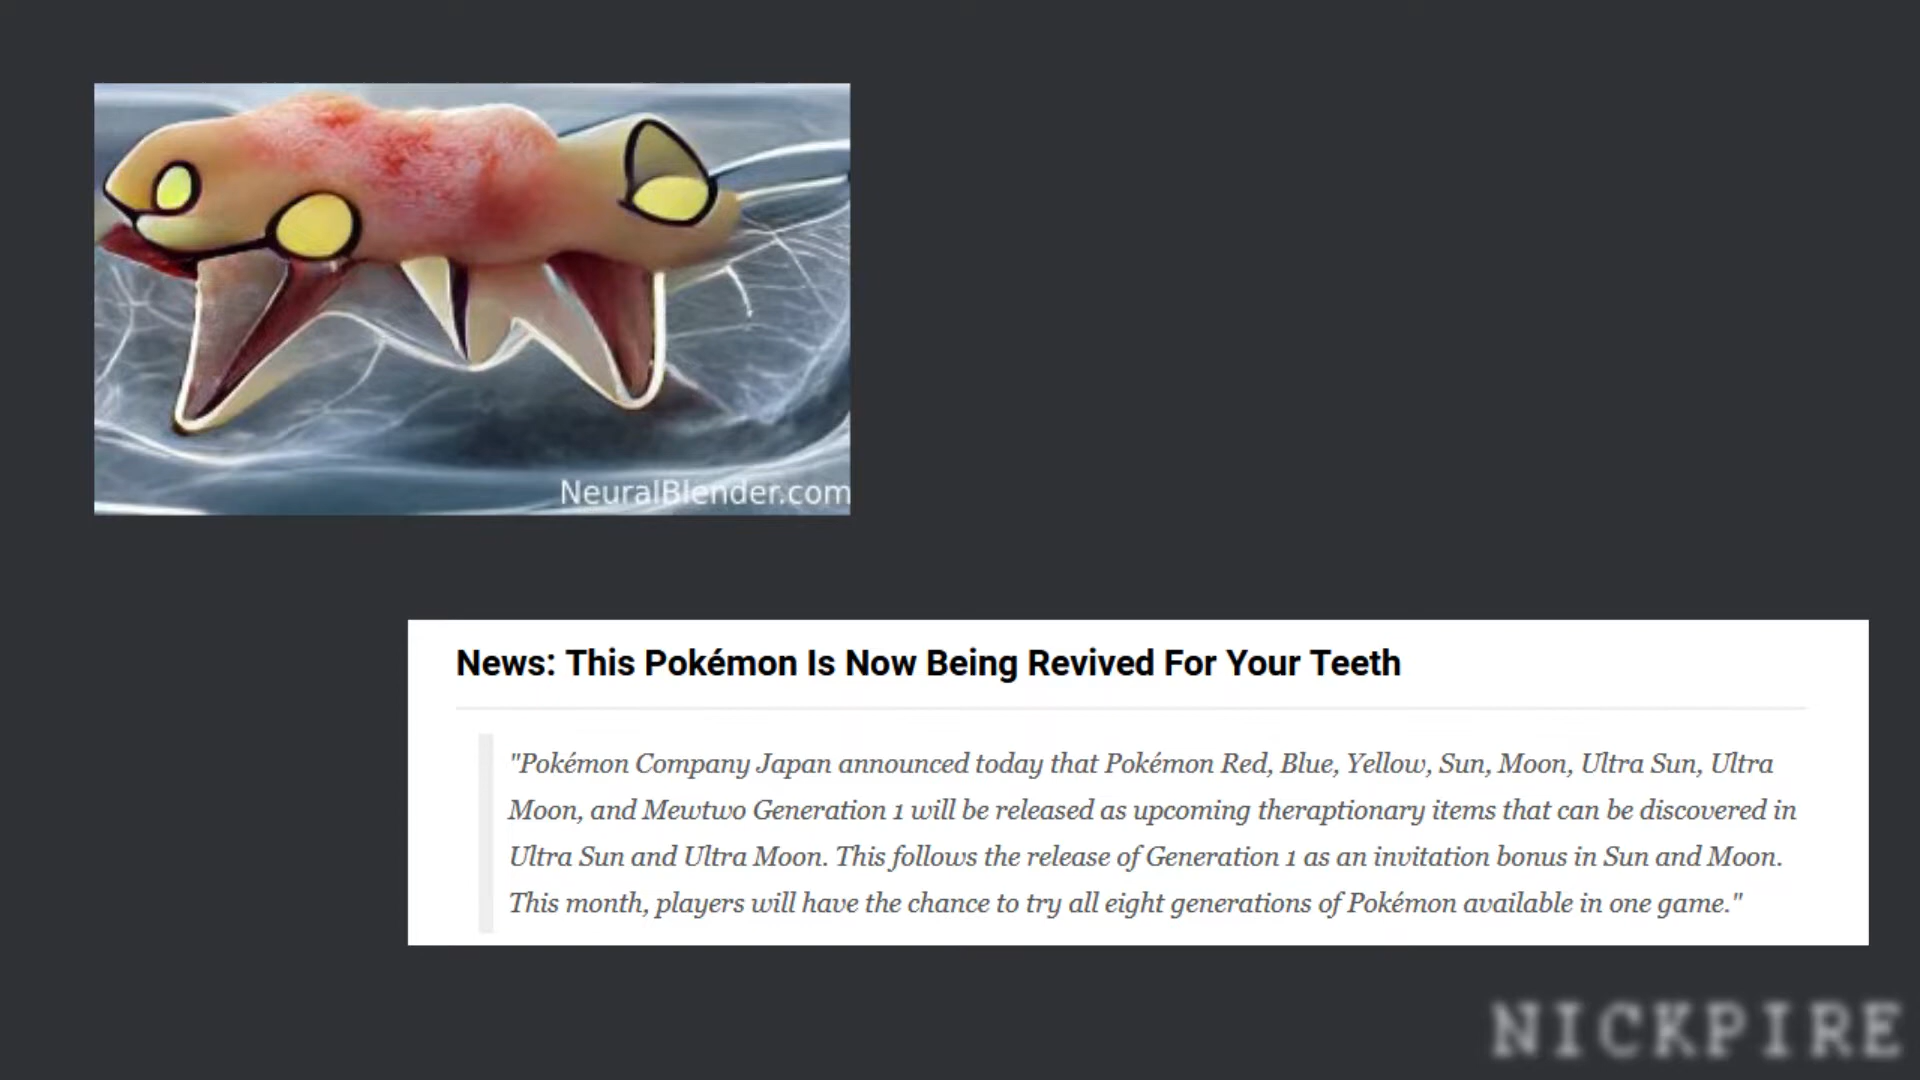 NeuralBlender.com
News: This Pokémon Is Now Being Revived For Your Teeth
"Pokémon Company Japan announced today that Pokémon Red, Blue, Yellow, Sun, Moon, Ultra Sun, Ultra
Moon, and Mewtwo Generation 1 will be released as upcoming theraptionary items that can be discovered in
Ultra Sun and Ultra Moon. This follows the release of Generation 1 as an invitation bonus in Sun and Moon.
This month, players will have the chance to try all eight generations of Pokémon available in one game."
NICKPIRE